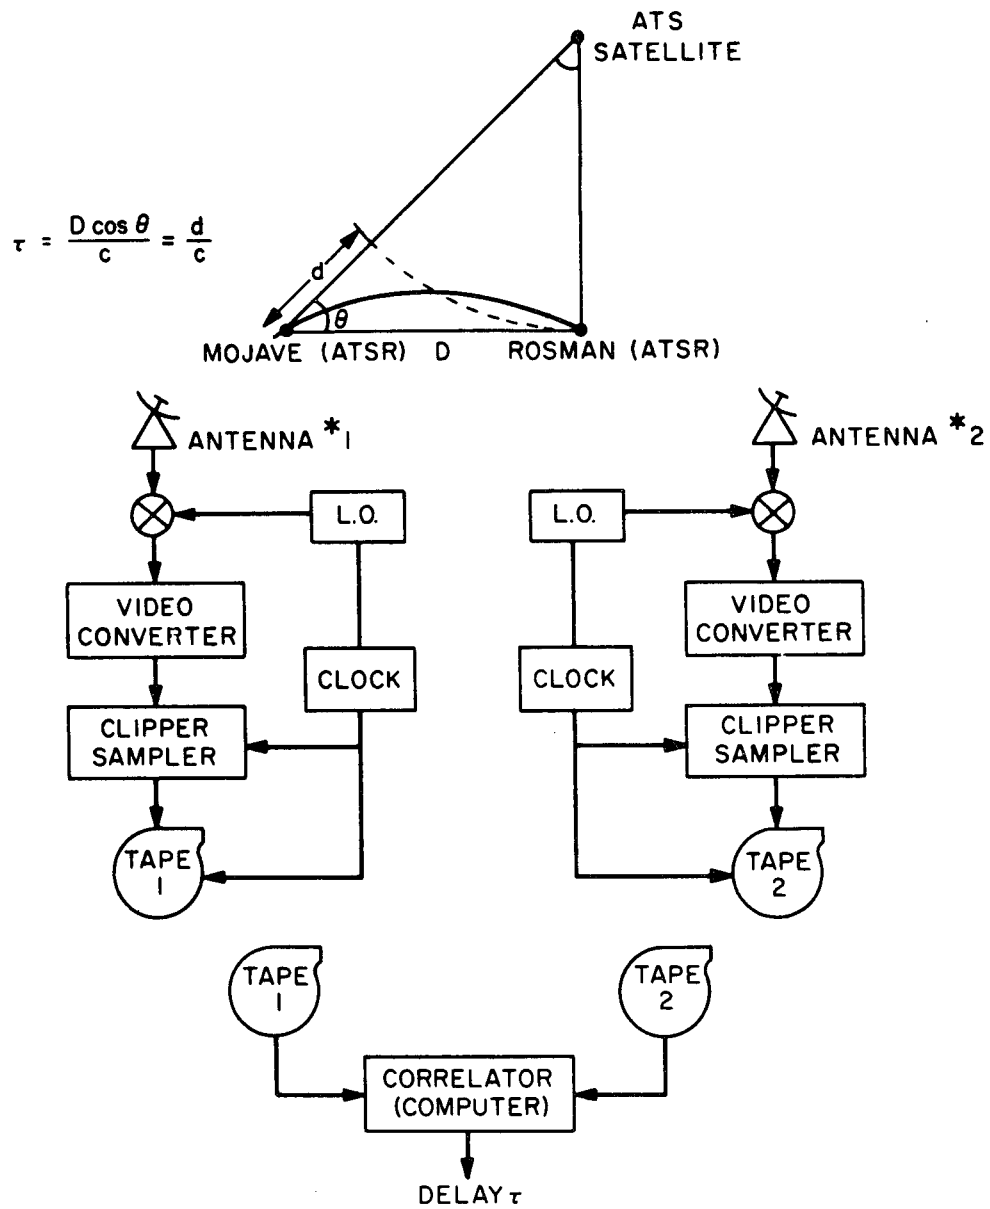 ATS
SATELLITE
τ = D cos θ / c = d / c
d
θ
MOJAVE (ATSR) D ROSMAN (ATSR)
ANTENNA *1
ANTENNA *2
L.O.
L.O.
VIDEO
CONVERTER
VIDEO
CONVERTER
CLOCK
CLOCK
CLIPPER
SAMPLER
CLIPPER
SAMPLER
TAPE
1
TAPE
2
TAPE
1
TAPE
2
CORRELATOR
(COMPUTER)
DELAY τ